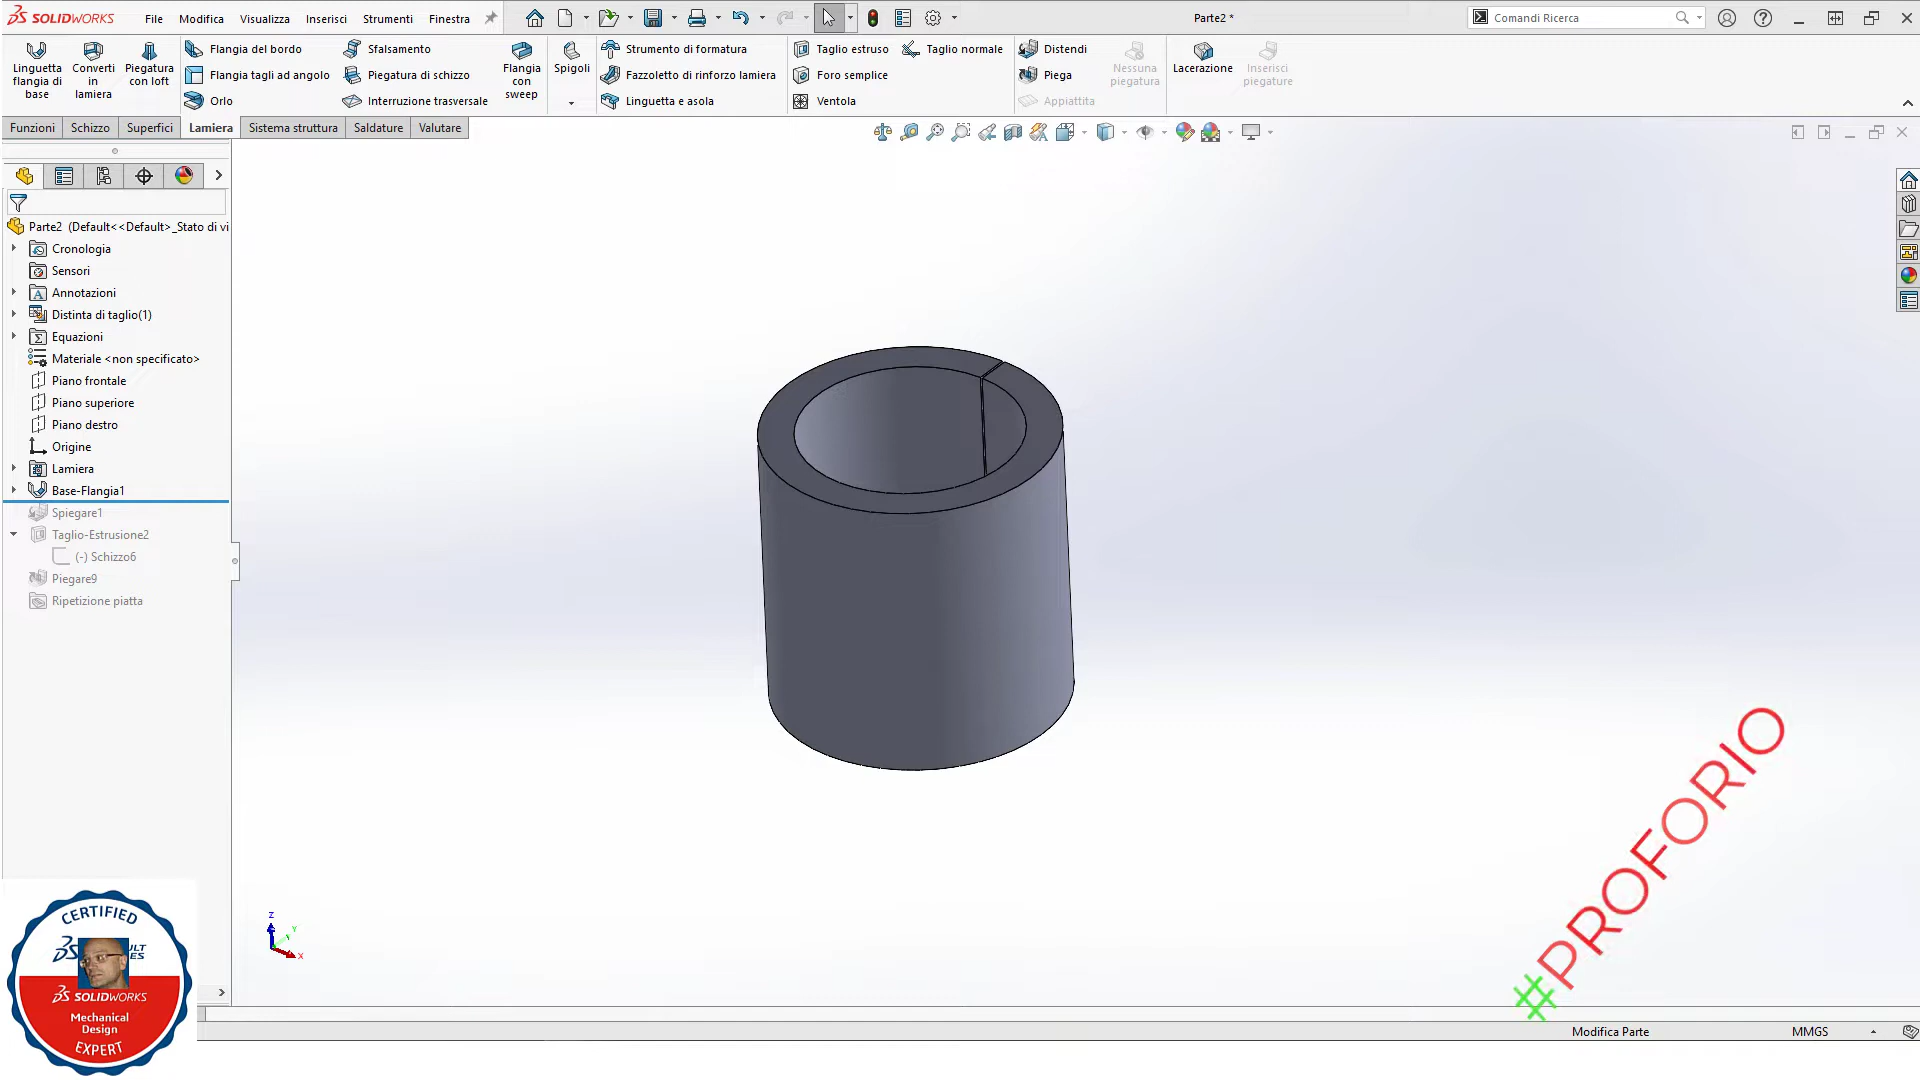 SOLIDWORKS File Modifica Visualizza Inserisci Strumenti Finestra
Parte2 *
Comandi Ricerca
Linguetta flangia di base
Converti in lamiera
Piegatura con loft
Flangia del bordo
Flangia tagli ad angolo
Orlo
Sfalsamento
Piegatura di schizzo
Interruzione trasversale
Flangia con sweep
Spigoli
Strumento di formatura
Fazzoletto di rinforzo lamiera
Linguetta e asola
Taglio estruso
Foro semplice
Ventola
Taglio normale
Distendi
Piega
Appiattita
Nessuna piegatura
Lacerazione
Inserisci piegature
Funzioni Schizzo Superfici Lamiera Sistema struttura Saldature Valutare
Parte2 (Default<<Default>_Stato di vi
Cronologia
Sensori
Annotazioni
Distinta di taglio(1)
Equazioni
Materiale <non specificato>
Piano frontale
Piano superiore
Piano destro
Origine
Lamiera
Base-Flangia1
Spiegare1
Taglio-Estrusione2
(-) Schizzo6
Piegare9
Ripetizione piatta
Z
Y
X
CERTIFIED
SOLIDWORKS
Mechanical
Design
EXPERT
#PROFORIO
Modifica Parte
MMGS